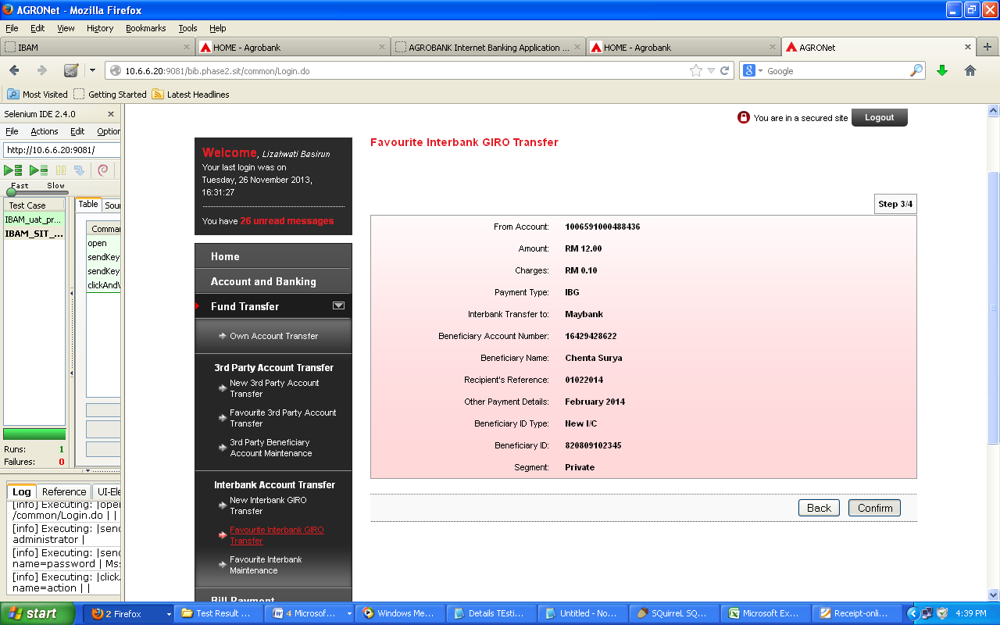 AGRONet - Mozilla Firefox
File Edit View History Bookmarks Tools Help
IBAM
HOME - Agrobank
AGROBANK Internet Banking Application ...
HOME - Agrobank
AGRONet
10.6.6.20:9081/bib.phase2.sit/common/Login.do
Google
Most Visited Getting Started Latest Headlines
Selenium IDE 2.4.0
File Actions Edit Option
http://10.6.6.20:9081/
Fast Slow
Test Case
IBAM_uat_pr...
IBAM_SIT_...
Table Sour
Comma
open
sendKey
sendKey
clickAndV
Runs: 1
Failures: 0
Log Reference UI-Ele
[info] Executing: |open
/common/Login.do | |
[info] Executing: |send
administrator |
[info] Executing: |send
name=password | Mss
[info] Executing: |click
name=action | |
You are in a secured site
Logout
Welcome, Lizahwati Basirun
Your last login was on
Tuesday, 26 November 2013,
16:31:27
You have 26 unread messages
Home
Account and Banking
Fund Transfer
Own Account Transfer
3rd Party Account Transfer
New 3rd Party Account
Transfer
Favourite 3rd Party Account
Transfer
3rd Party Beneficiary
Account Maintenance
Interbank Account Transfer
New Interbank GIRO
Transfer
Favourite Interbank GIRO
Transfer
Favourite Interbank
Maintenance
Bill Payment
Favourite Interbank GIRO Transfer
Step 3/4
From Account: 1006591000488436
Amount: RM 12.00
Charges: RM 0.10
Payment Type: IBG
Interbank Transfer to: Maybank
Beneficiary Account Number: 16429428622
Beneficiary Name: Chenta Surya
Recipient's Reference: 01022014
Other Payment Details: February 2014
Beneficiary ID Type: New I/C
Beneficiary ID: 820809102345
Segment: Private
Back Confirm
start
2 Firefox
Test Result ...
4 Microsof...
Windows Me...
Details TEsti...
Untitled - No...
SQuirreL SQ...
Microsoft Ex...
Receipt-onli...
4:39 PM